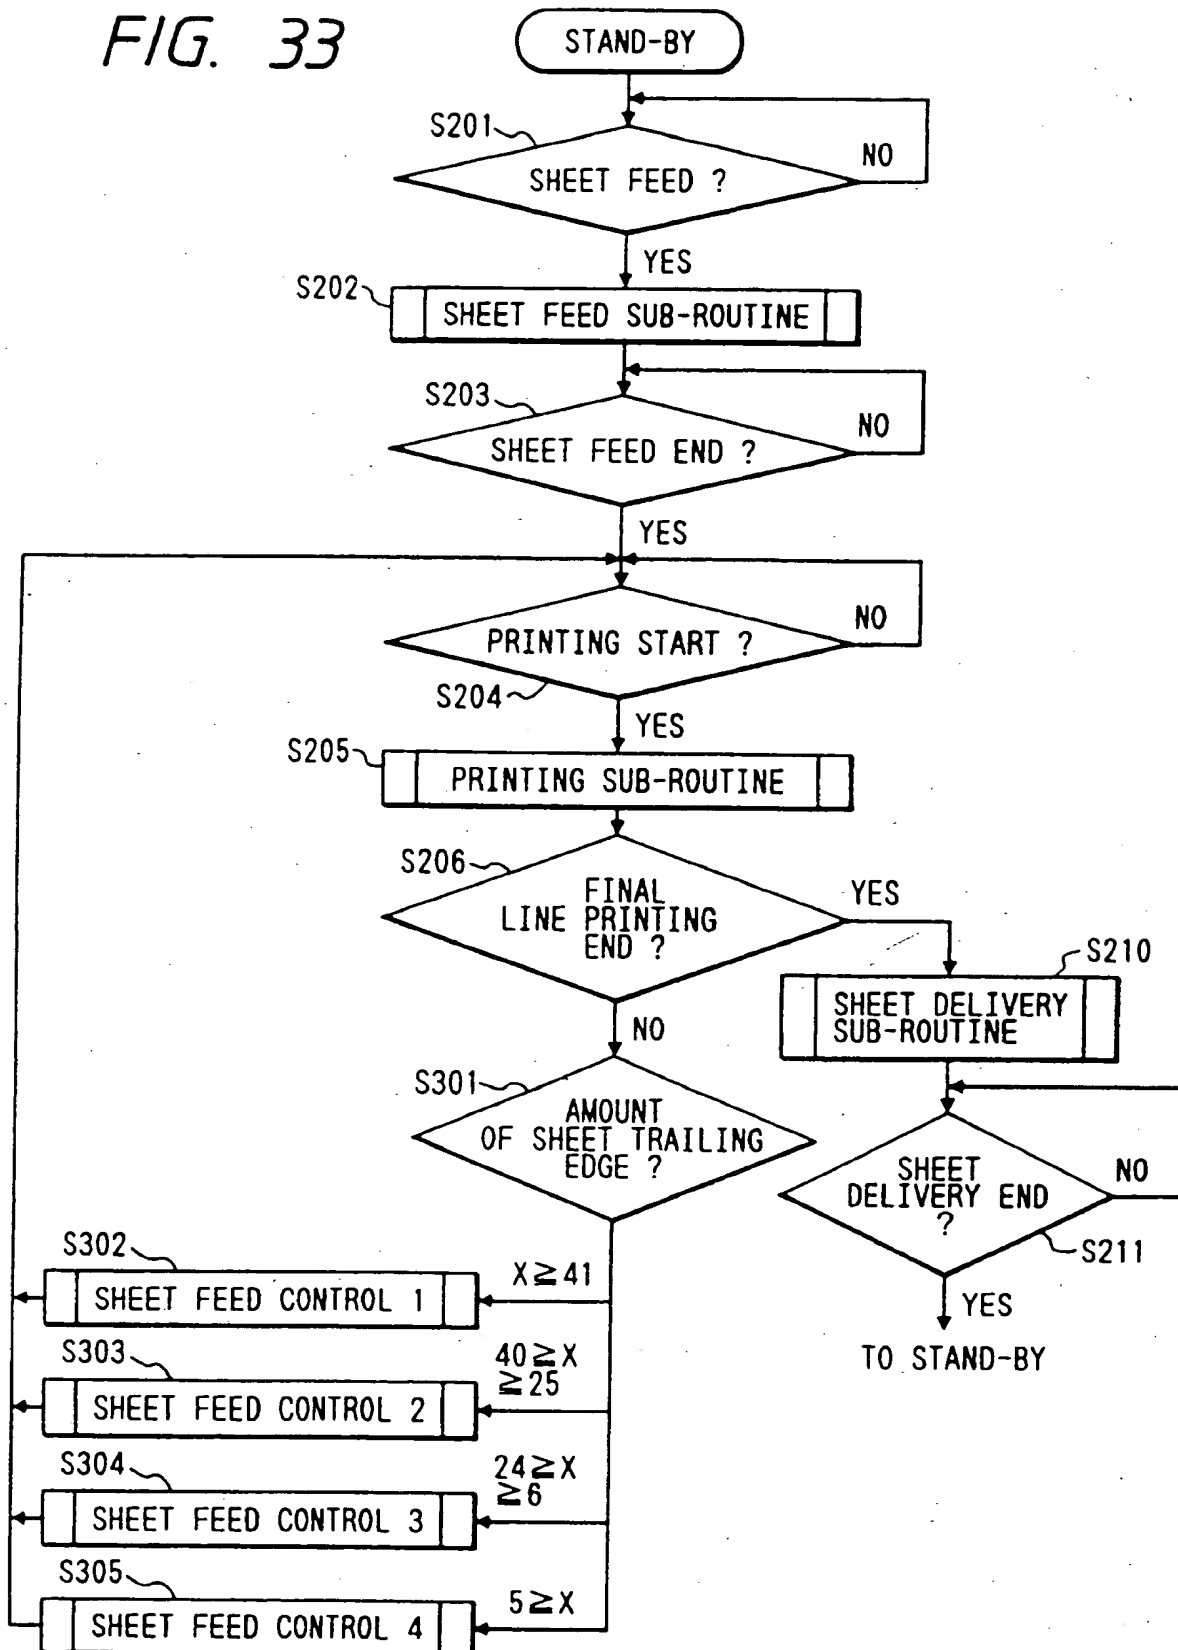 FIG. 33
STAND-BY
S201
SHEET FEED ?
NO
YES
S202
SHEET FEED SUB-ROUTINE
S203
SHEET FEED END ?
NO
YES
PRINTING START ?
NO
S204
YES
S205
PRINTING SUB-ROUTINE
S206
FINAL
LINE PRINTING
END ?
YES
NO
S210
SHEET DELIVERY
SUB-ROUTINE
S301
AMOUNT
OF SHEET TRAILING
EDGE ?
SHEET
DELIVERY END
?
NO
S211
YES
TO STAND-BY
S302
X≧41
SHEET FEED CONTROL 1
S303
40≧X
≧25
SHEET FEED CONTROL 2
S304
24≧X
≧6
SHEET FEED CONTROL 3
S305
5≧X
SHEET FEED CONTROL 4